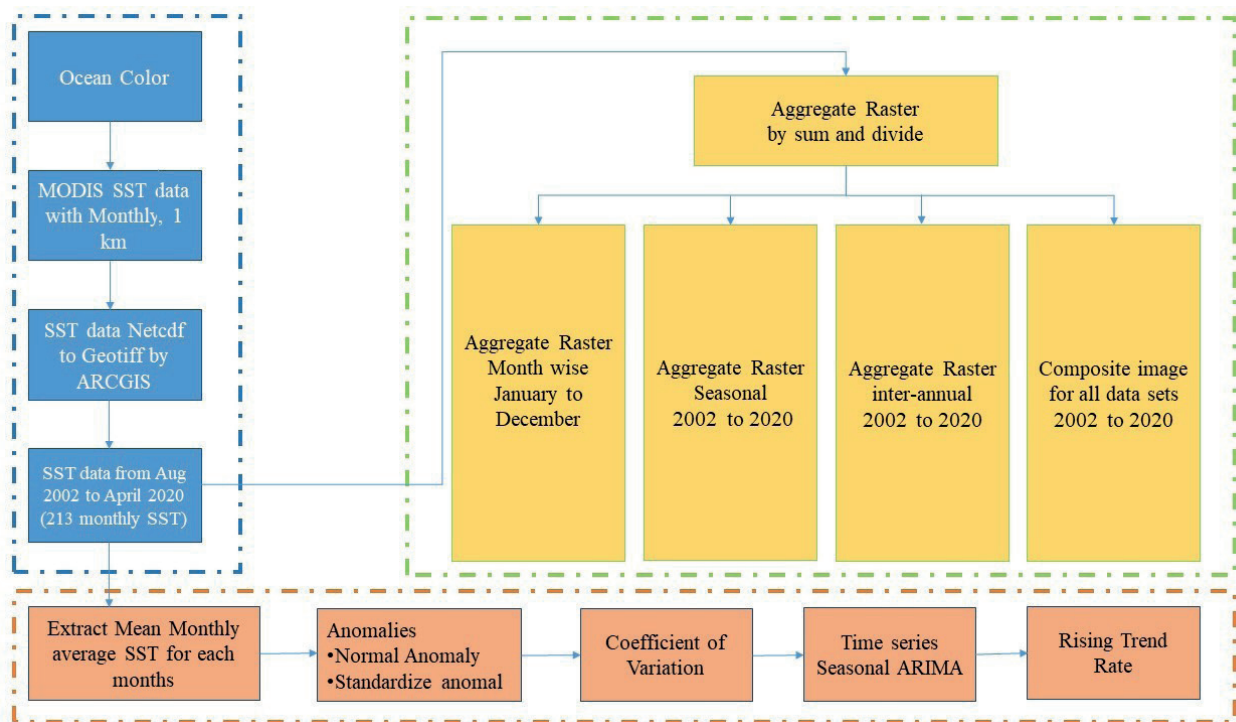 Ocean Color
MODIS SST data
with Monthly, 1
km
SST data Netcdf
to Geotiff by
ARCGIS
SST data from Aug
2002 to April 2020
(213 monthly SST)
Aggregate Raster
by sum and divide
Aggregate Raster
Month wise
January to
December
Aggregate Raster
Seasonal
2002 to 2020
Aggregate Raster
inter-annual
2002 to 2020
Composite image
for all data sets
2002 to 2020
Extract Mean Monthly
average SST for each
months
Anomalies
•Normal Anomaly
•Standardize anomal
Coefficient of
Variation
Time series
Seasonal ARIMA
Rising Trend
Rate